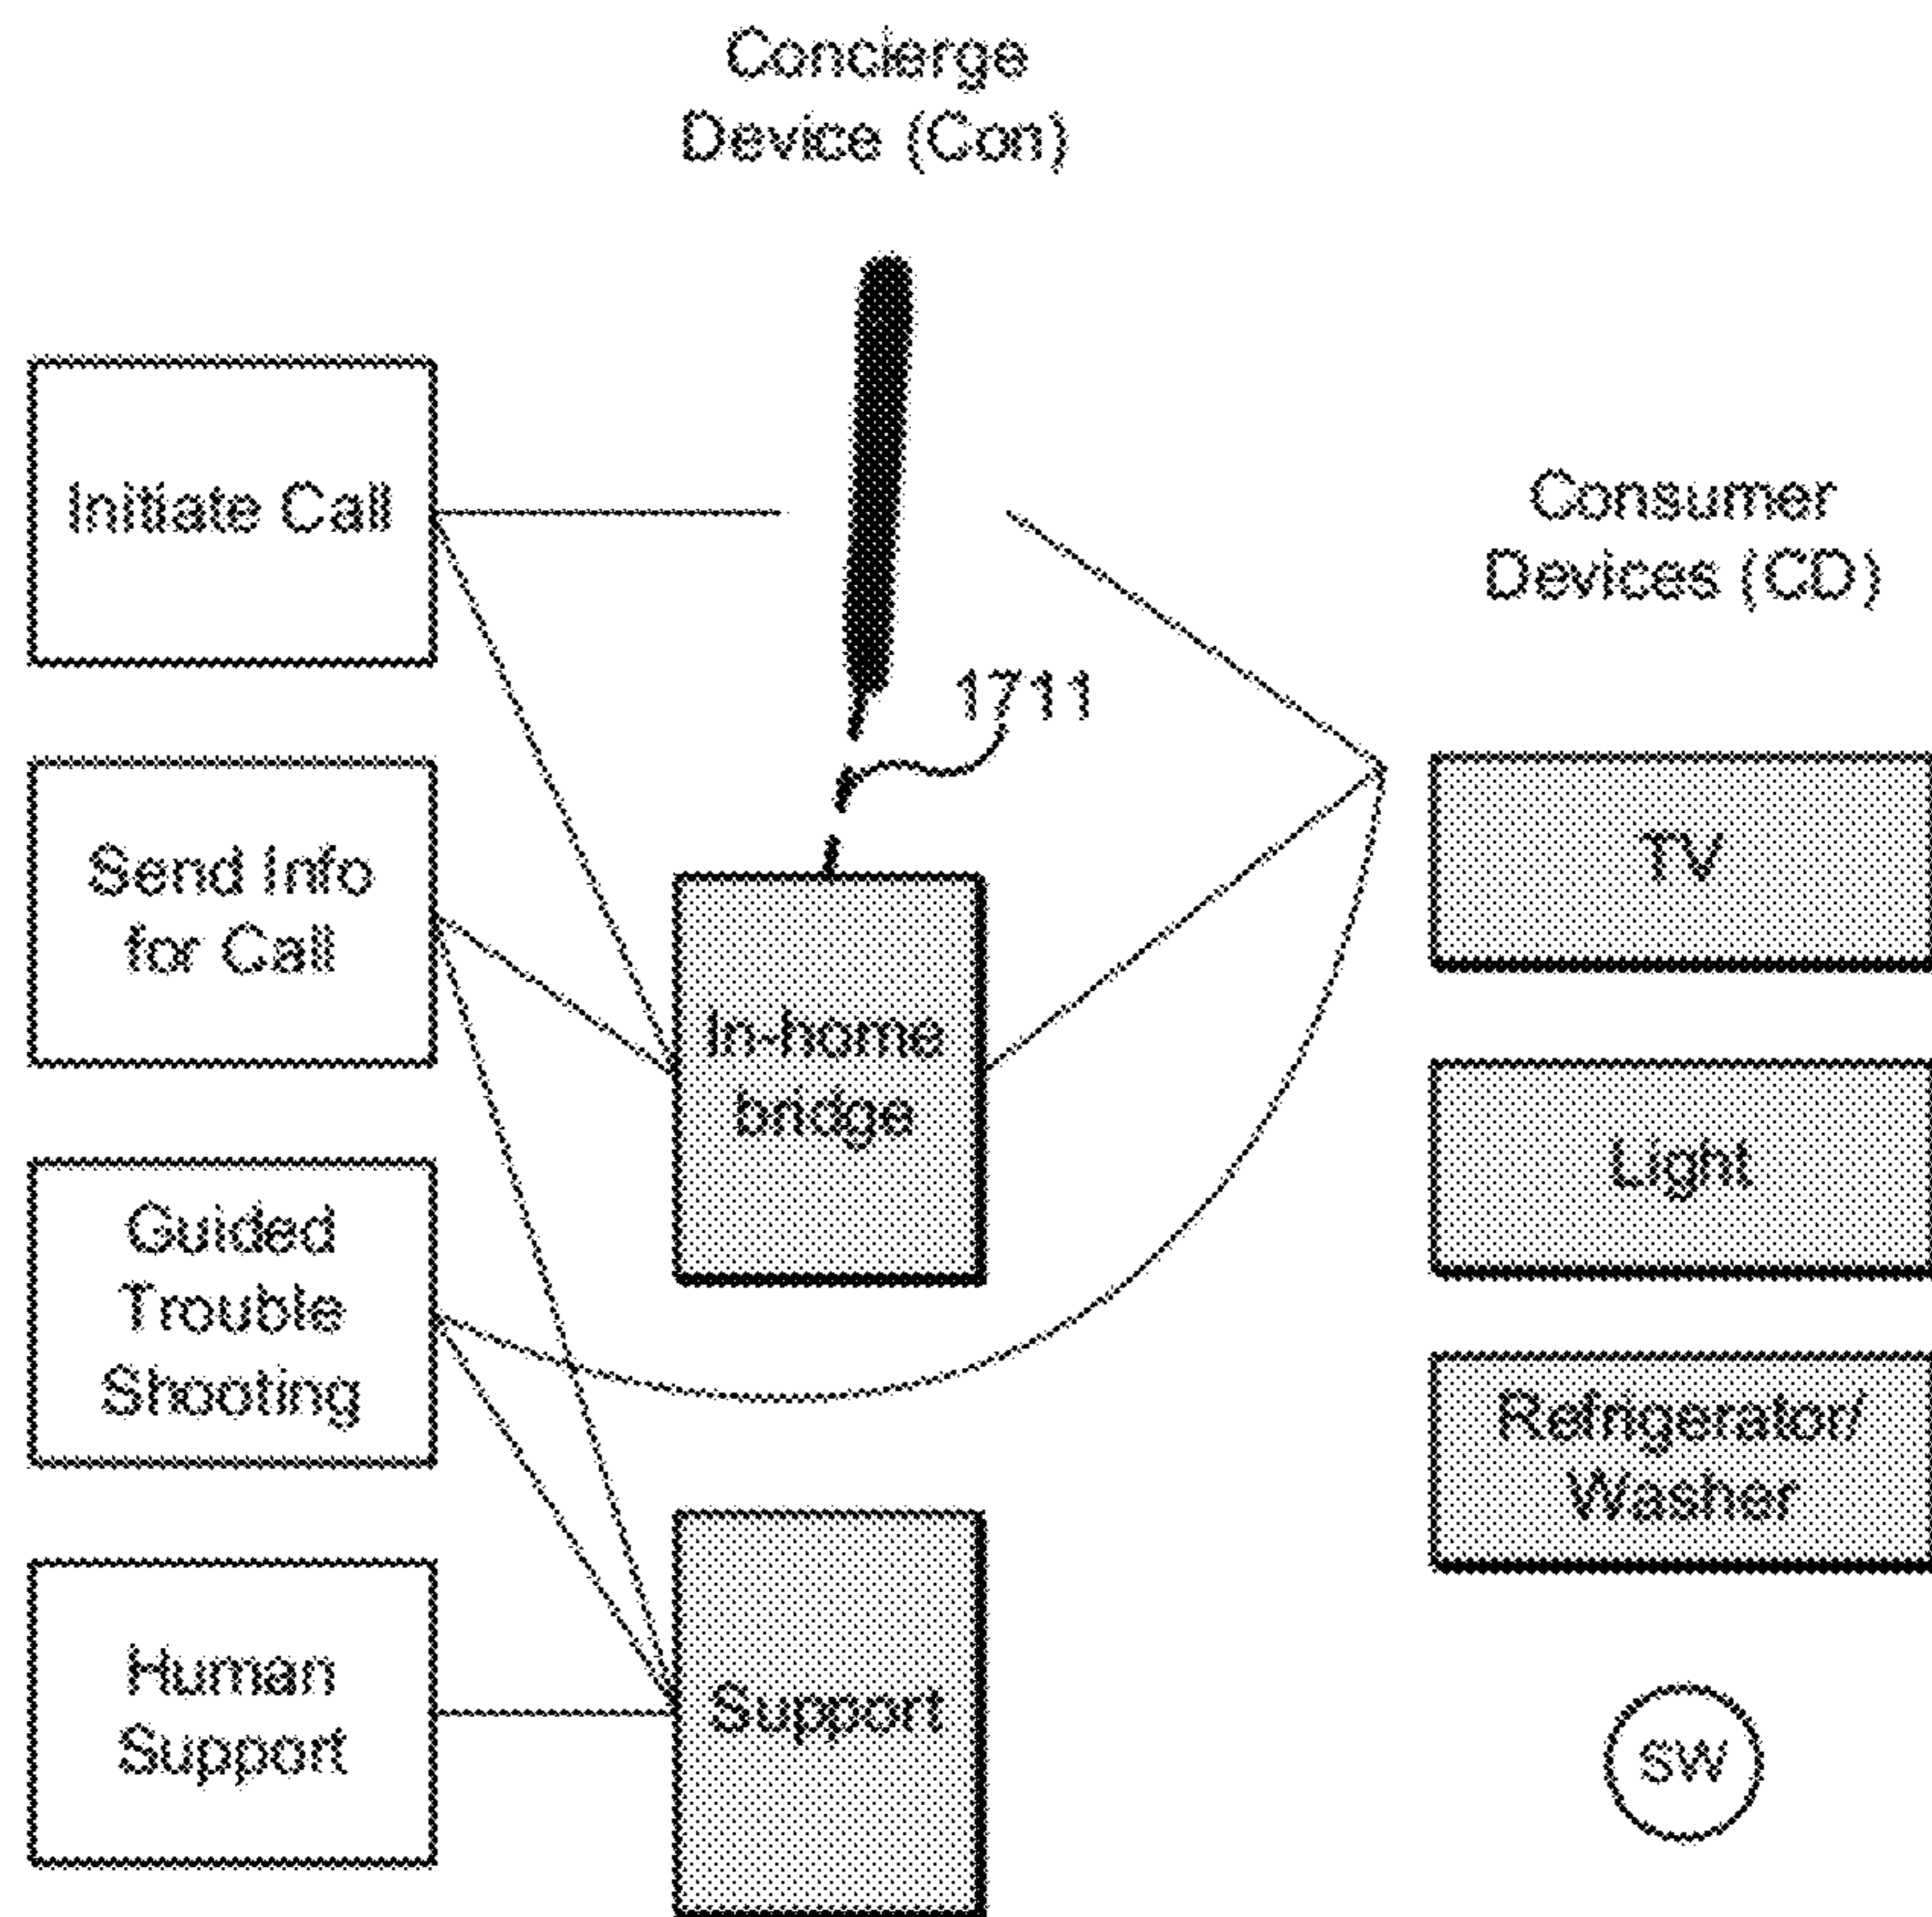 Concierge
Device (Con)
Initiate Call
1711
Consumer
Devices (CD)
Send Info
for Call
TV
In-home
bridge
Light
Guided
Trouble
Shooting
Refrigerator/
Washer
Human
Support
Support
SW